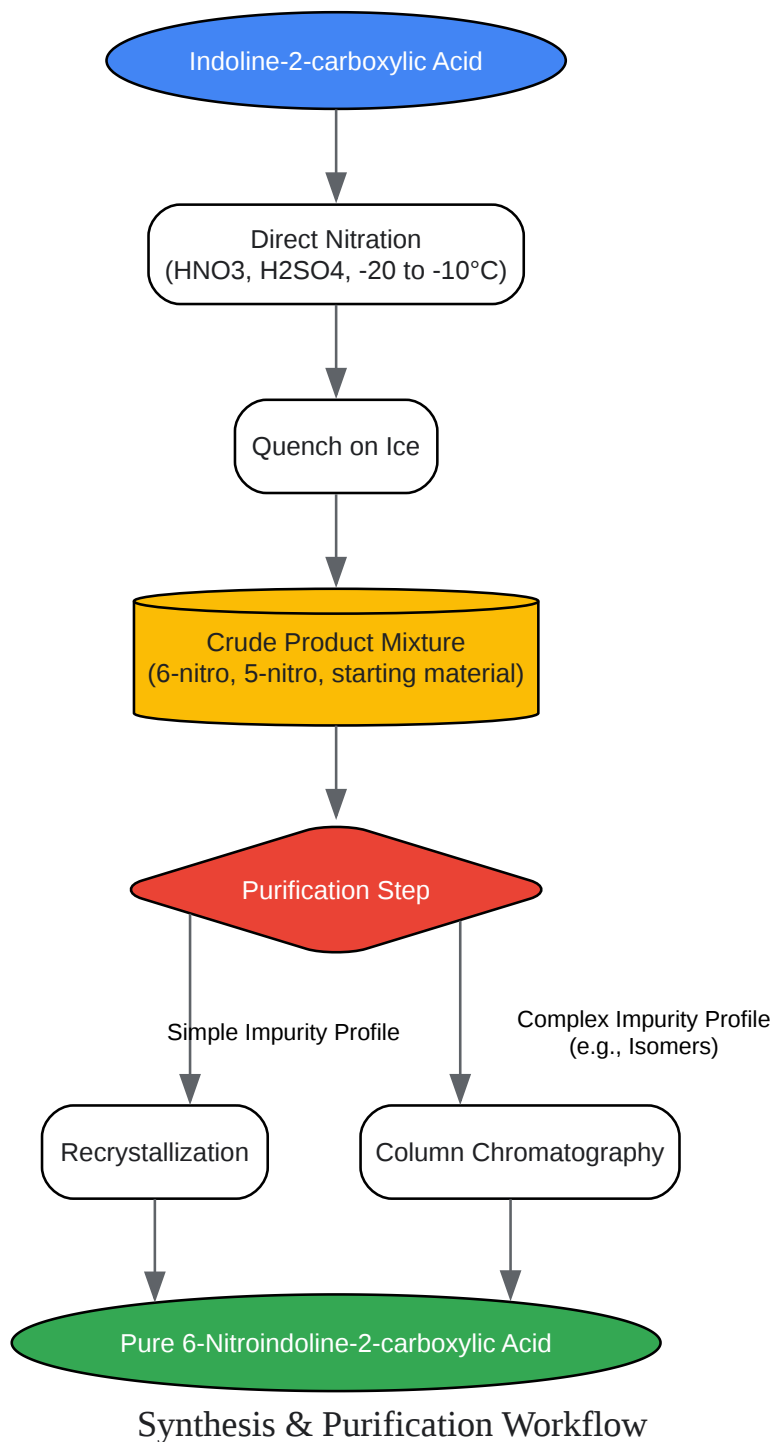 Indoline-2-carboxylic Acid
Direct Nitration
(HNO3, H2SO4, -20 to -10°C)
Quench on Ice
Crude Product Mixture
(6-nitro, 5-nitro, starting material)
Purification Step
Simple Impurity Profile
Complex Impurity Profile
(e.g., Isomers)
Recrystallization
Column Chromatography
Pure 6-Nitroindoline-2-carboxylic Acid
Synthesis & Purification Workflow